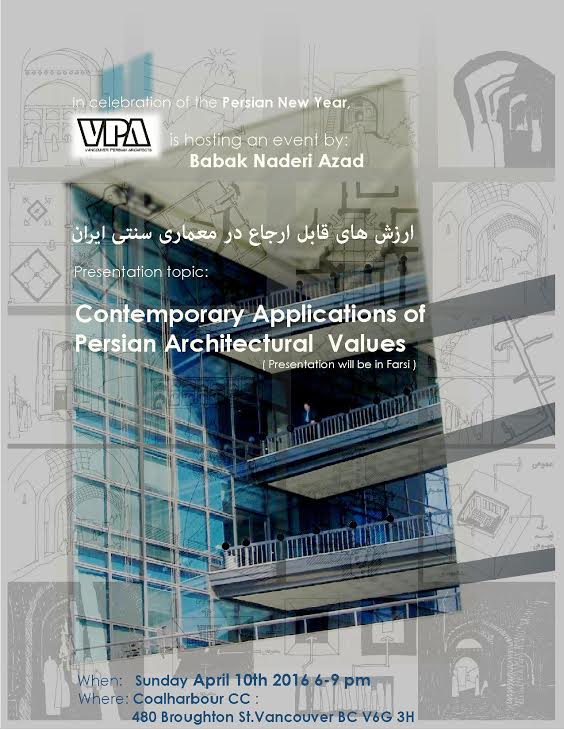 in celebration of the Persian New Year,
VPA
VANCOUVER PERSIAN ARCHITECTS
is hosting an event by:
Babak Naderi Azad
ارزش های قابل ارجاع در معماری سنتی ایران
Presentation topic:
Contemporary Applications of
Persian Architectural Values
( Presentation will be in Farsi )
When: Sunday April 10th 2016 6-9 pm
Where: Coalharbour CC :
480 Broughton St.Vancouver BC V6G 3H